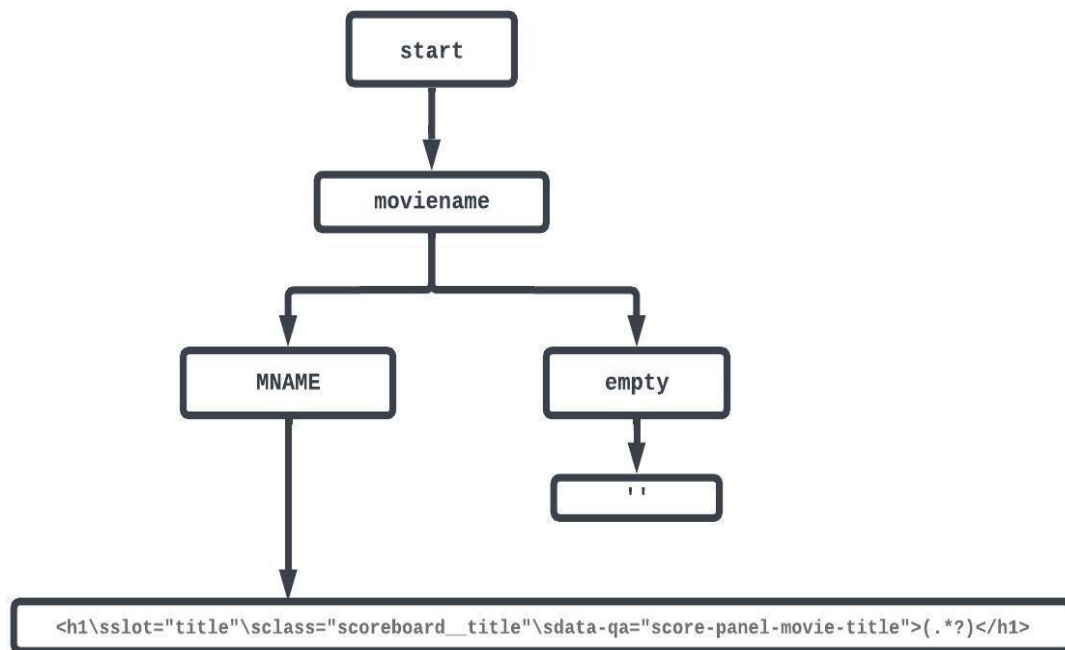 start
moviename
MNAME
empty
''
<h1\sslot="title"\sclass="scoreboard__title"\sdata-qa="score-panel-movie-title">(.*?)</h1>